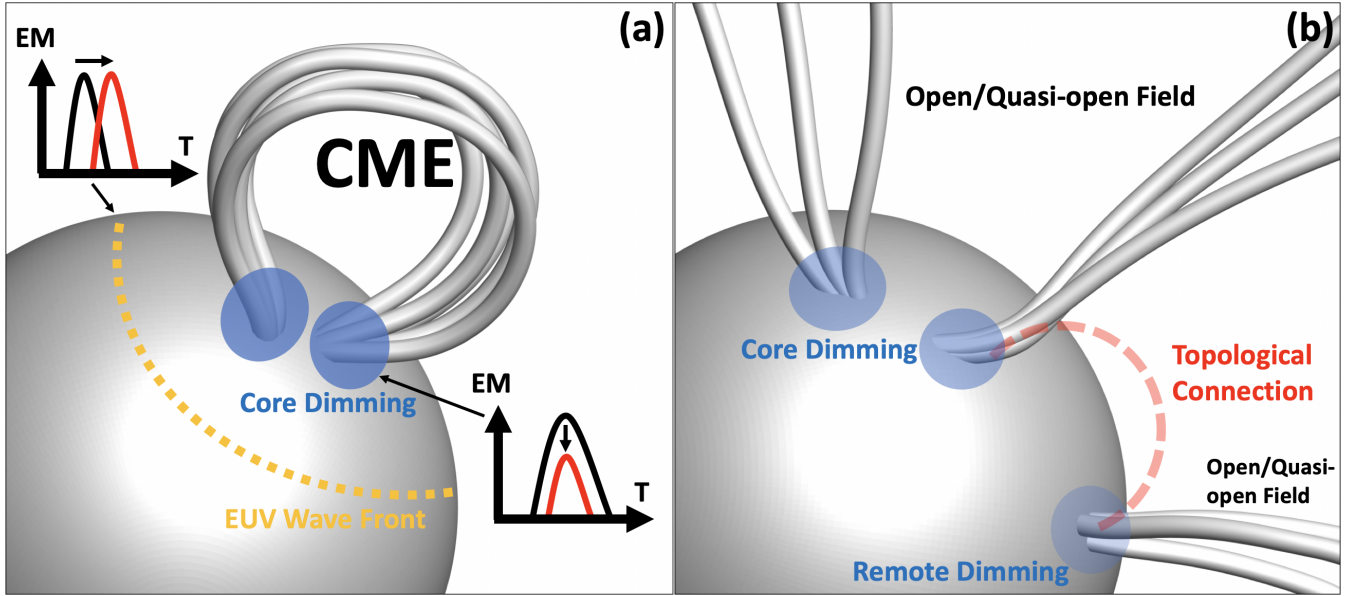 (a)
EM
T
CME
Core Dimming
EM
T
EUV Wave Front
(b)
Open/Quasi-open Field
Core Dimming
Topological
Connection
Open/Quasi-
open Field
Remote Dimming